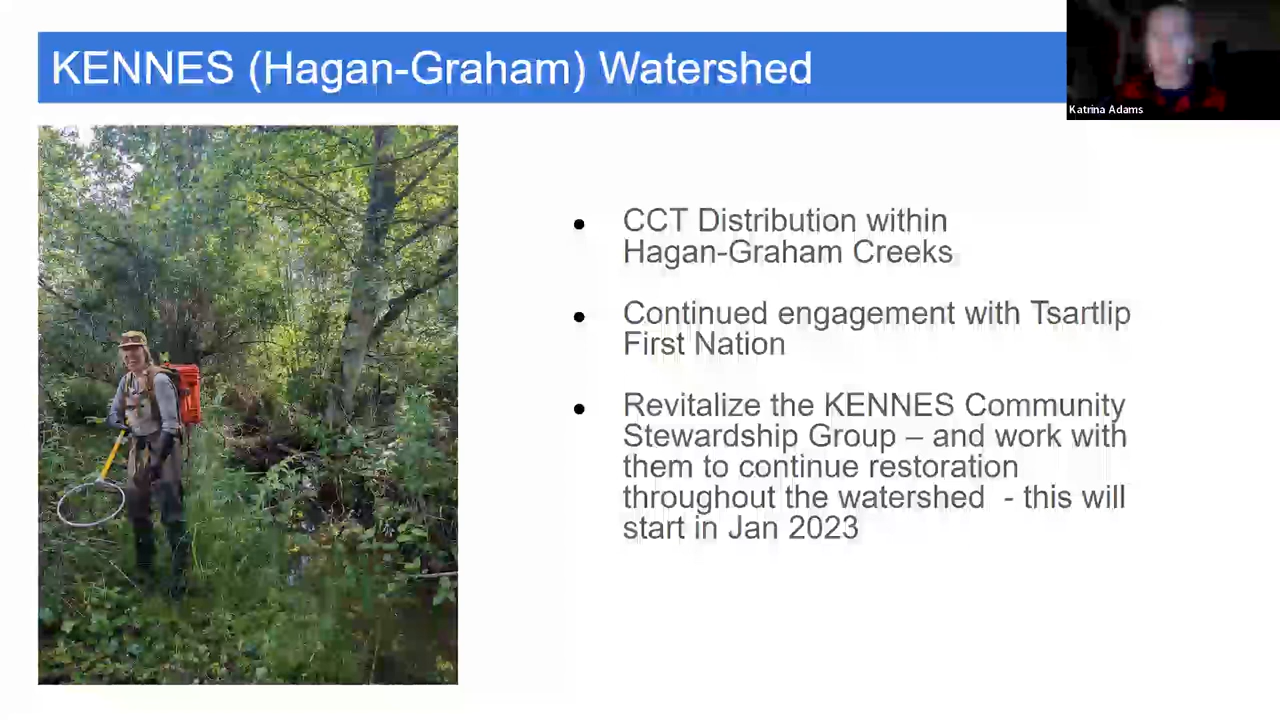 KENNES (Hagan-Graham) Watershed
Katrina Adams
• CCT Distribution within
Hagan-Graham Creeks
• Continued engagement with Tsartlip
First Nation
• Revitalize the KENNES Community
Stewardship Group – and work with
them to continue restoration
throughout the watershed - this will
start in Jan 2023